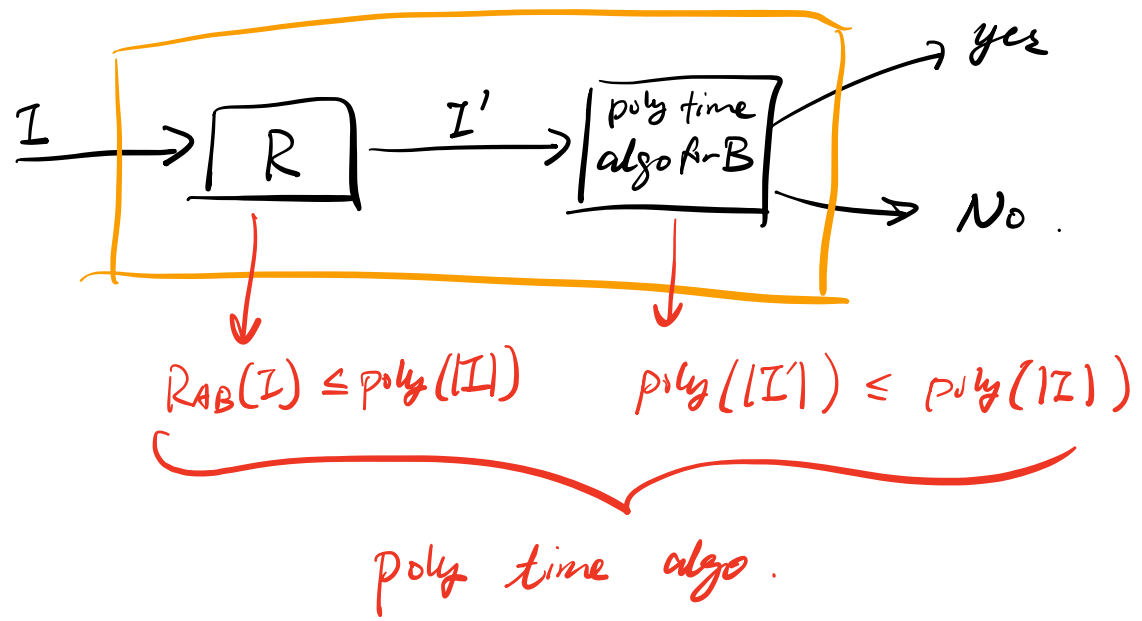 I
R
I'
poly time
algo for B
yes
No .
R_AB(I) ≤ poly(|I|)
poly(|I'|) ≤ poly(|I|)
poly time algo .